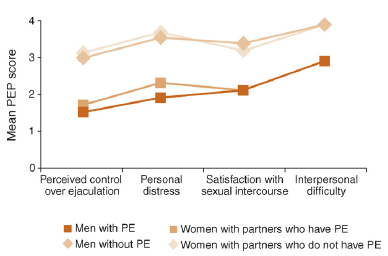 4
3
2
1
0
Mean PEP score
Perceived control
over ejaculation
Personal
distress
Satisfaction with
sexual intercourse
Interpersonal
difficulty
Men with PE
Women with partners who have PE
Men without PE
Women with partners who do not have PE